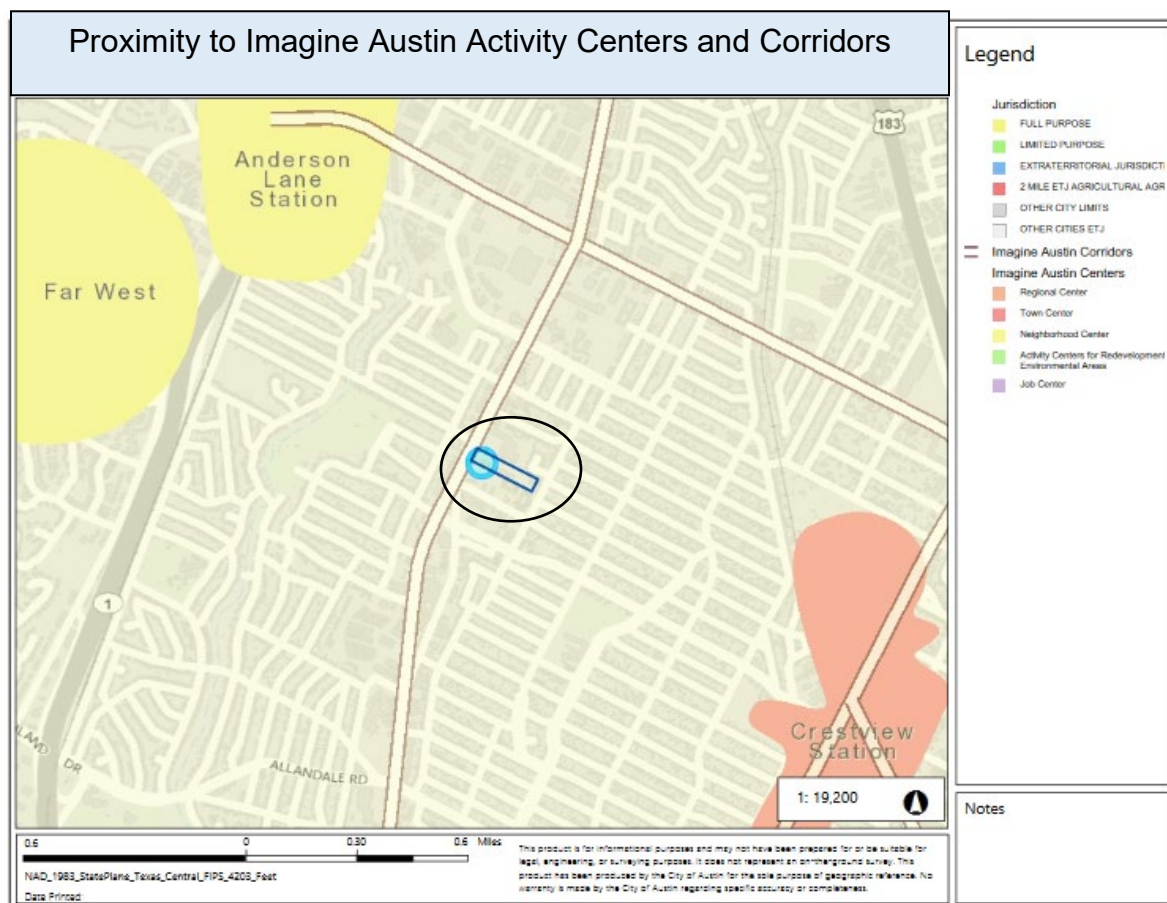 Proximity to Imagine Austin Activity Centers and Corridors
183
Anderson
Lane
Station
Far West
1
DR
ALLANDALE RD
Crestview
Station
1: 19,200
Legend
Jurisdiction
FULL PURPOSE
LIMITED PURPOSE
EXTRATERRITORIAL JURISDICTI
2 MILE ETJ AGRICULTURAL AGR
OTHER CITY LIMITS
OTHER CITIES ETJ
Imagine Austin Corridors
Imagine Austin Centers
Regional Center
Town Center
Neighborhood Center
Activity Centers for Redevelopment
Environmental Areas
Job Center
Notes
0.6 0 0.30 0.6 Miles
NAD_1983_StatePlane_Texas_Central_FIPS_4203_Feet
Date Printed:
This product is for informational purposes and may not have been prepared for or be suitable for
legal, engineering, or surveying purposes. It does not represent an on-the-ground survey. This
product has been produced by the City of Austin for the sole purpose of geographic reference. No
warranty is made by the City of Austin regarding specific accuracy or completeness.